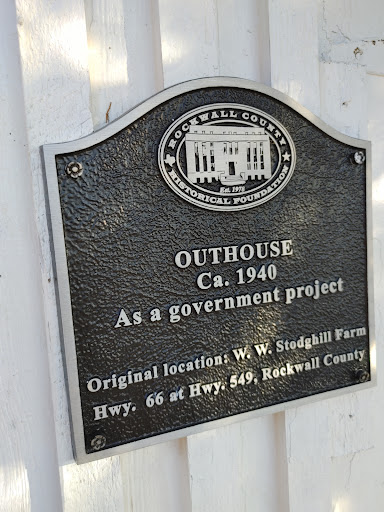 ROCKWALL COUNTY
Est. 1978
HISTORICAL FOUNDATION
OUTHOUSE
Ca. 1940
As a government project
Original location: W. W. Stodghill Farm
Hwy. 66 at Hwy. 549, Rockwall County